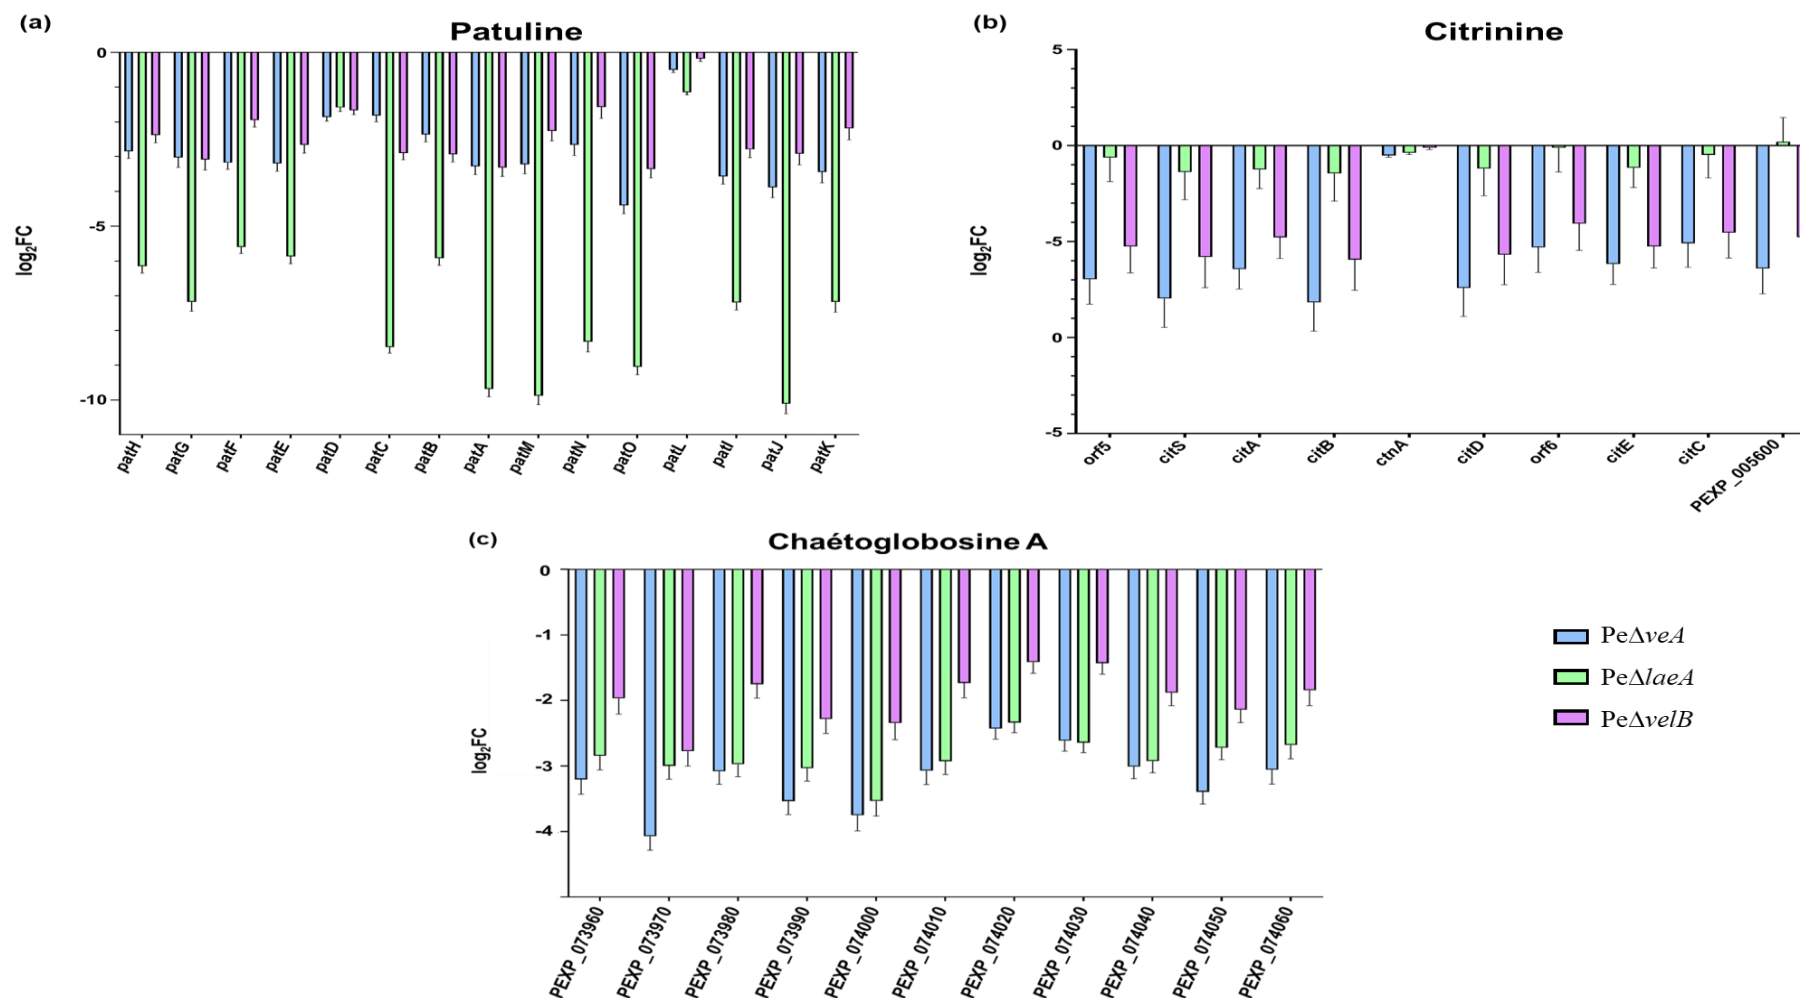 (a)
Patuline
0
-5
-10
log2FC
patH patG patF patE patD patC patB patA patM patN patO patL patI patJ patK
(b)
Citrinine
5
0
-5
0
-5
log2FC
orf5 citS citA citB ctnA citD orf6 citE citC PEXP_005600
(c)
Chaétoglobosine A
0
-1
-2
-3
-4
log2FC
PEXP_073960 PEXP_073970 PEXP_073980 PEXP_073990 PEXP_074000 PEXP_074010 PEXP_074020 PEXP_074030 PEXP_074040 PEXP_074050 PEXP_074060
PeΔveA
PeΔlaeA
PeΔvelB